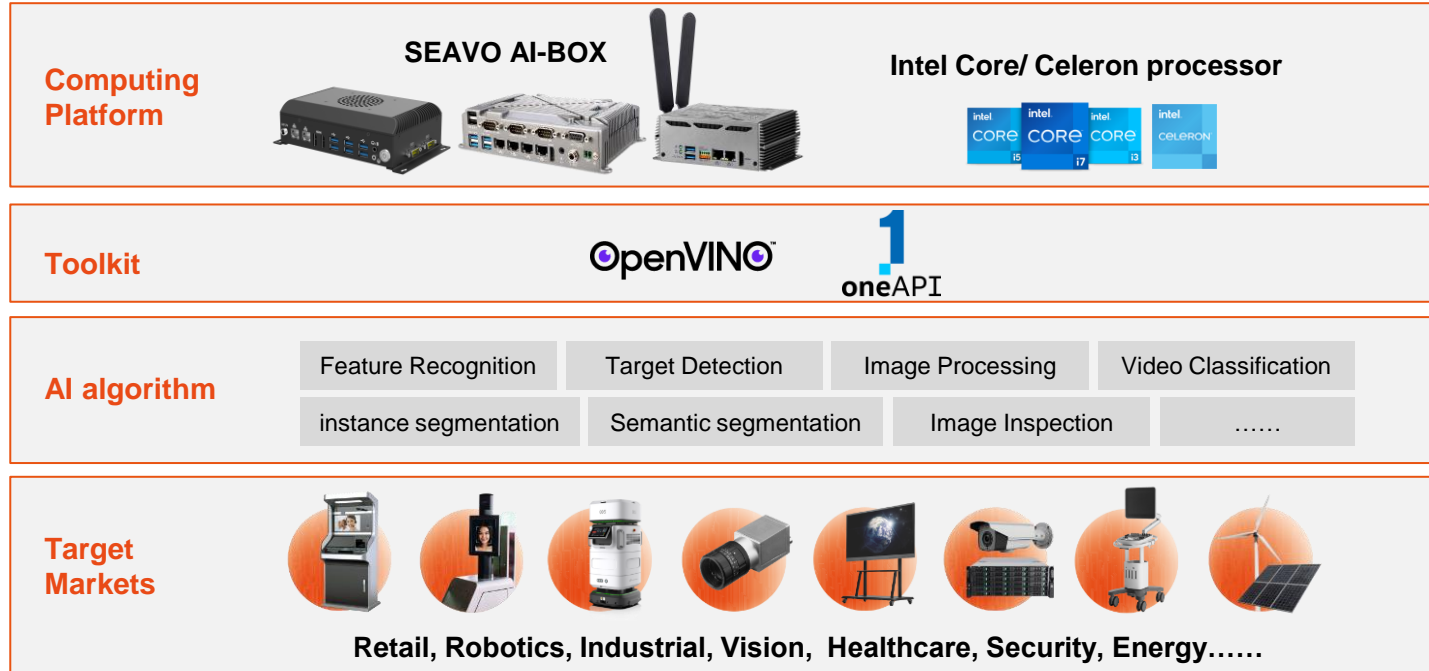 SEAVO AI-BOX
Intel Core/ Celeron processor
Computing
Platform
intel
CORE
i5
intel
CORE
i7
intel
CORE
i3
intel
CELERON
Toolkit
OpenVINO™
1
oneAPI
AI algorithm
Feature Recognition
Target Detection
Image Processing
Video Classification
instance segmentation
Semantic segmentation
Image Inspection
……
Target
Markets
Retail, Robotics, Industrial, Vision, Healthcare, Security, Energy……